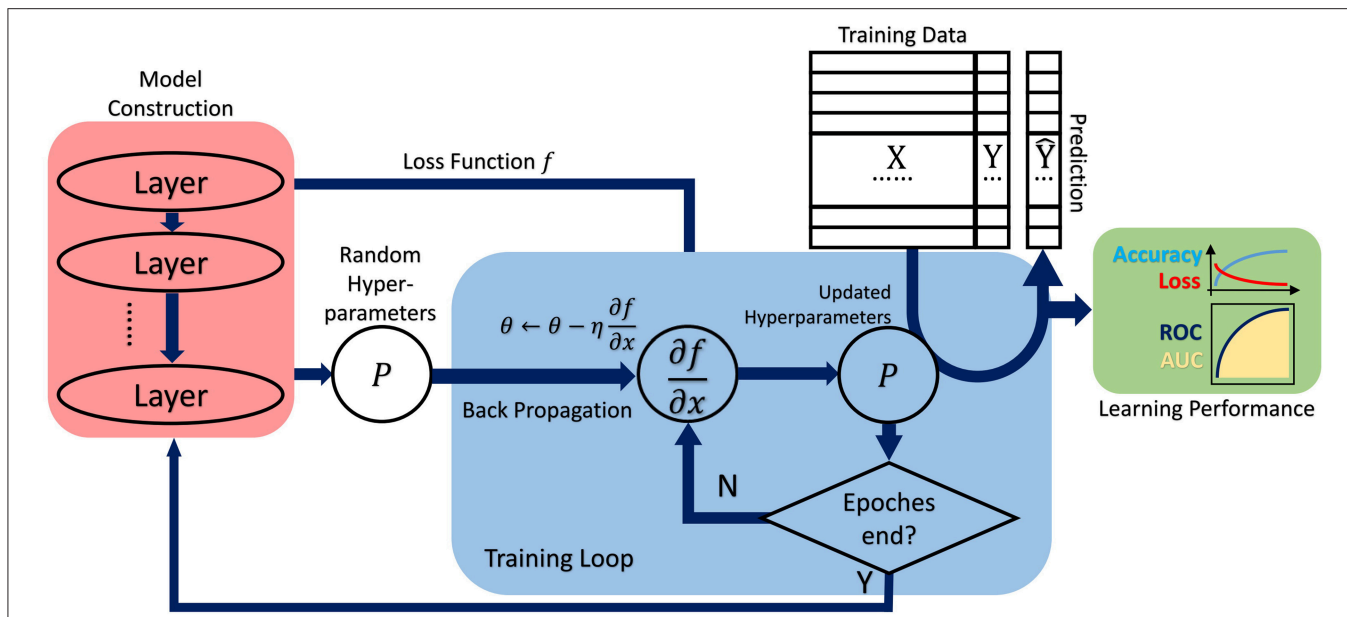 Training Data
Model
Construction
Loss Function f
X
......
Y
...
Ŷ
...
Prediction
Layer
Layer
......
Layer
Random
Hyper-
parameters
P
θ ← θ − η ∂f/∂x
Back Propagation
∂f/∂x
Updated
Hyperparameters
P
N
Epoches
end?
Y
Training Loop
Accuracy
Loss
ROC
AUC
Learning Performance